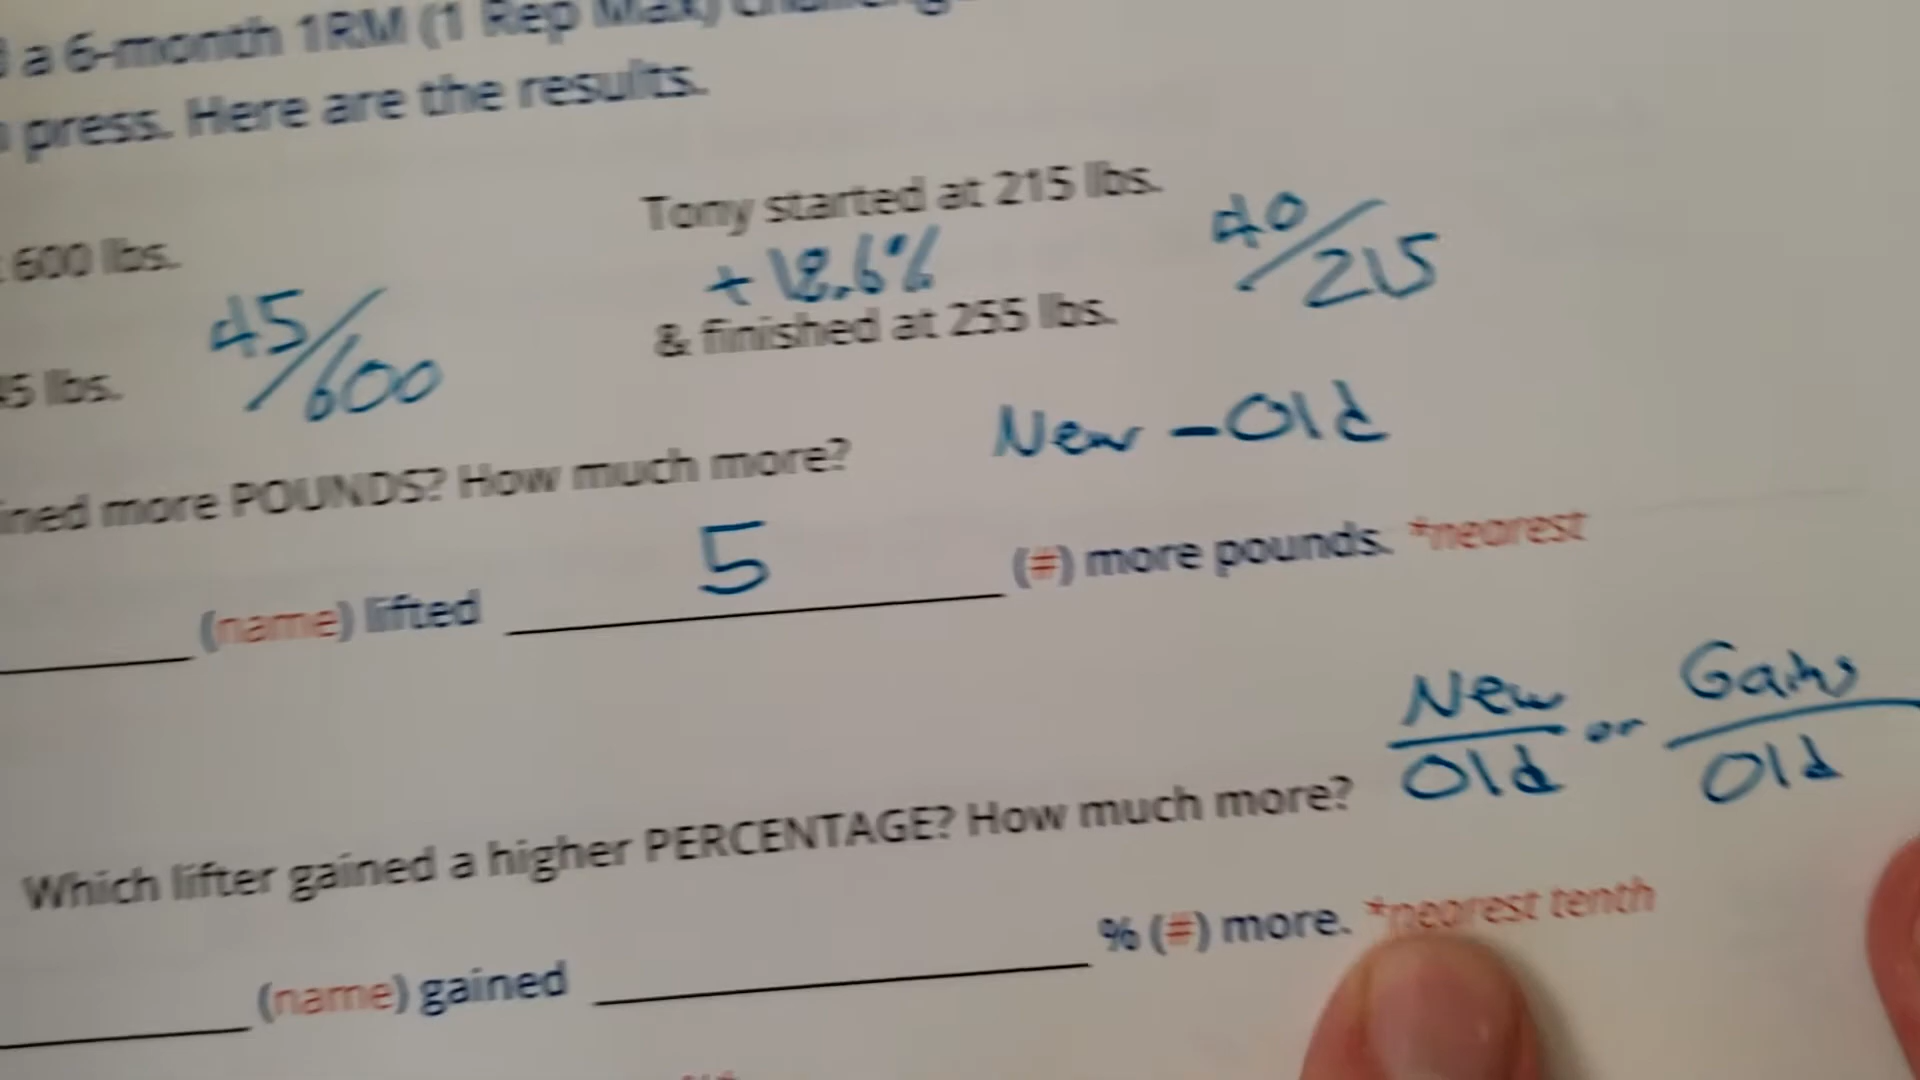 a 6-month 1RM (1 Rep Max)
press. Here are the results.
600 lbs.
45/600
5 lbs.
Tony started at 215 lbs.
+18.6%
& finished at 255 lbs.
40/215
New - Old
ined more POUNDS? How much more?
(name) lifted 5 (#) more pounds. *nearest
New/Old or Gains/Old
Which lifter gained a higher PERCENTAGE? How much more?
(name) gained % (#) more. *nearest tenth